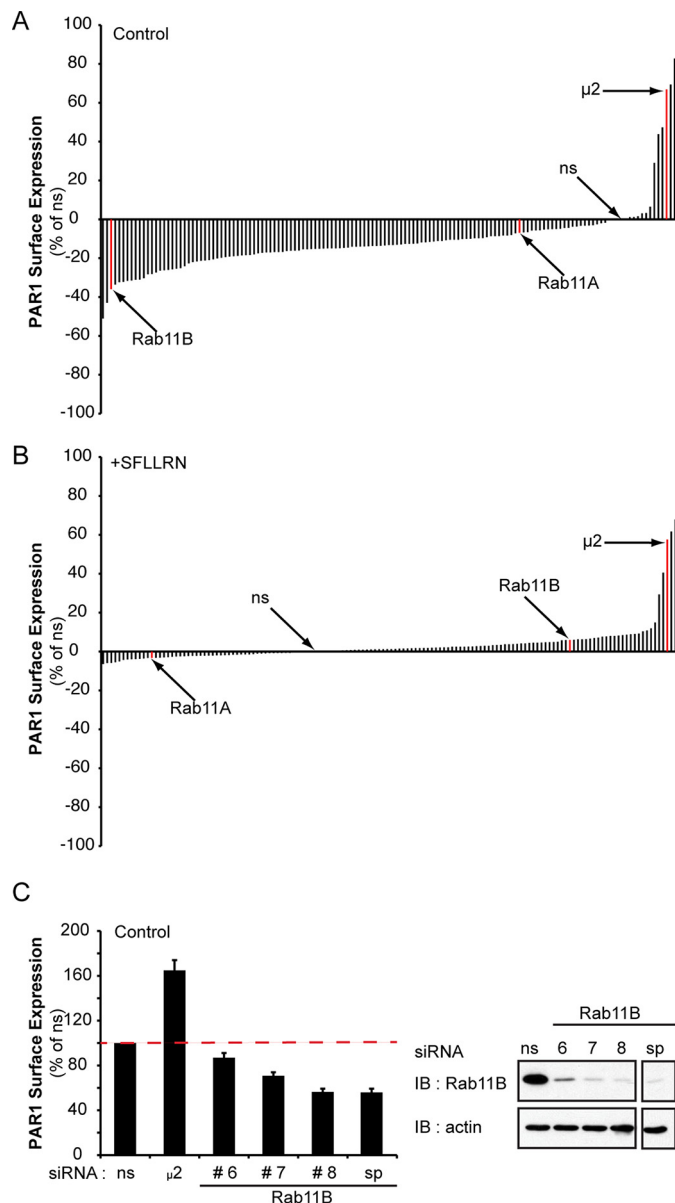 A
Control
PAR1 Surface Expression
(% of ns)
100
80
60
40
20
0
-20
-40
-60
-80
-100
µ2
ns
Rab11B
Rab11A
B
+SFLLRN
PAR1 Surface Expression
(% of ns)
100
80
60
40
20
0
-20
-40
-60
-80
-100
µ2
Rab11B
ns
Rab11A
C
Control
PAR1 Surface Expression
(% of ns)
200
160
120
80
40
0
siRNA : ns µ2 # 6 # 7 # 8 sp
Rab11B
Rab11B
siRNA ns 6 7 8 sp
IB : Rab11B
IB : actin